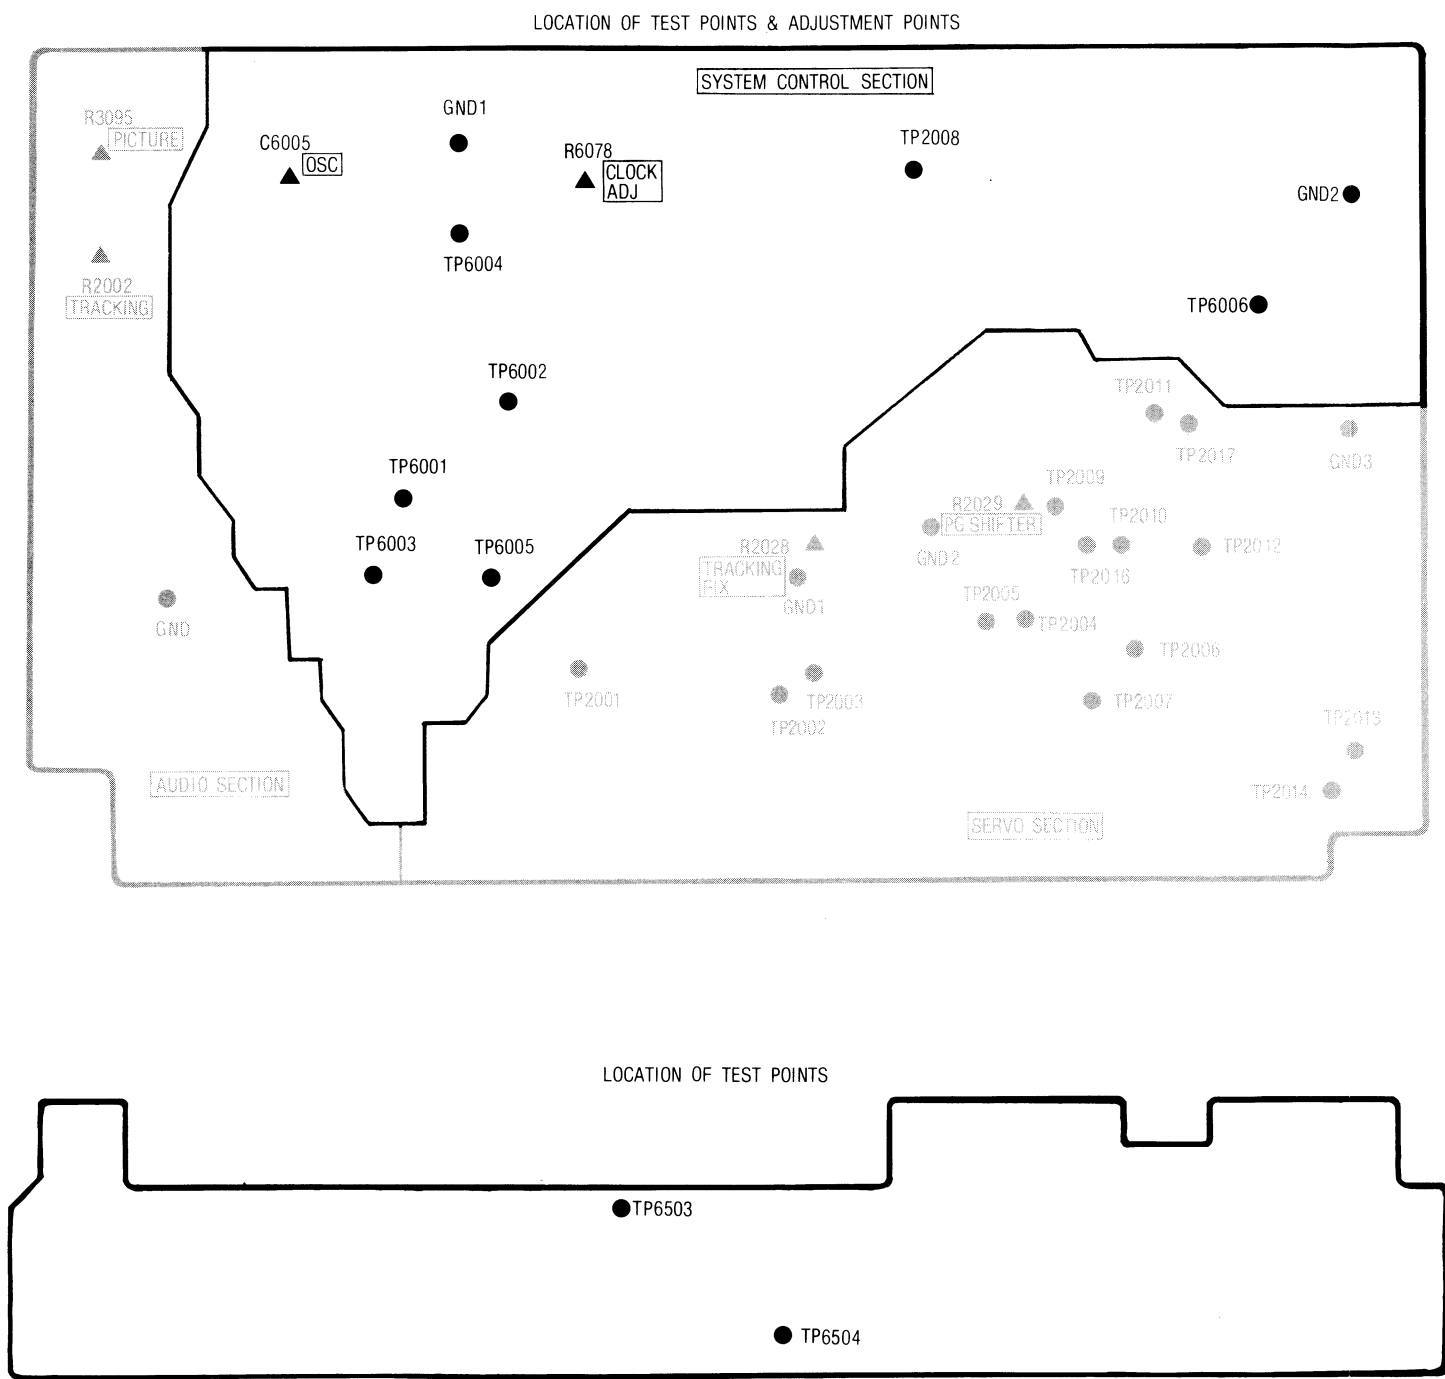 LOCATION OF TEST POINTS & ADJUSTMENT POINTS
SYSTEM CONTROL SECTION
R3095
PICTURE
C6005
OSC
GND1
R6078
CLOCK
ADJ
TP2008
GND2
R2002
TRACKING
TP6004
TP6006
TP6002
TP2011
TP2017
GND3
TP6001
TP2009
R2029
PG SHIFTER
TP2010
TP6003
TP6005
R2028
TRACKING
FIX
GND1
GND2
TP2016
TP2012
TP2005
TP2004
GND
TP2006
TP2001
TP2003
TP2002
TP2007
TP2013
TP2014
AUDIO SECTION
SERVO SECTION
LOCATION OF TEST POINTS
TP6503
TP6504